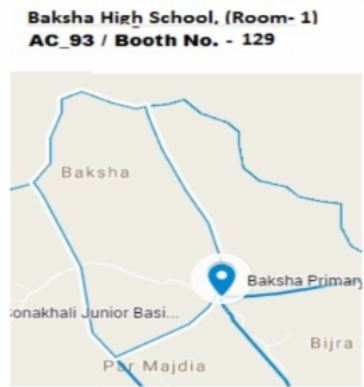 Baksha High School, (Room- 1)
AC_93 / Booth No. - 129
Baksha
Baksha Primary
Sonakhali Junior Basi...
Bijra
Par Majdia